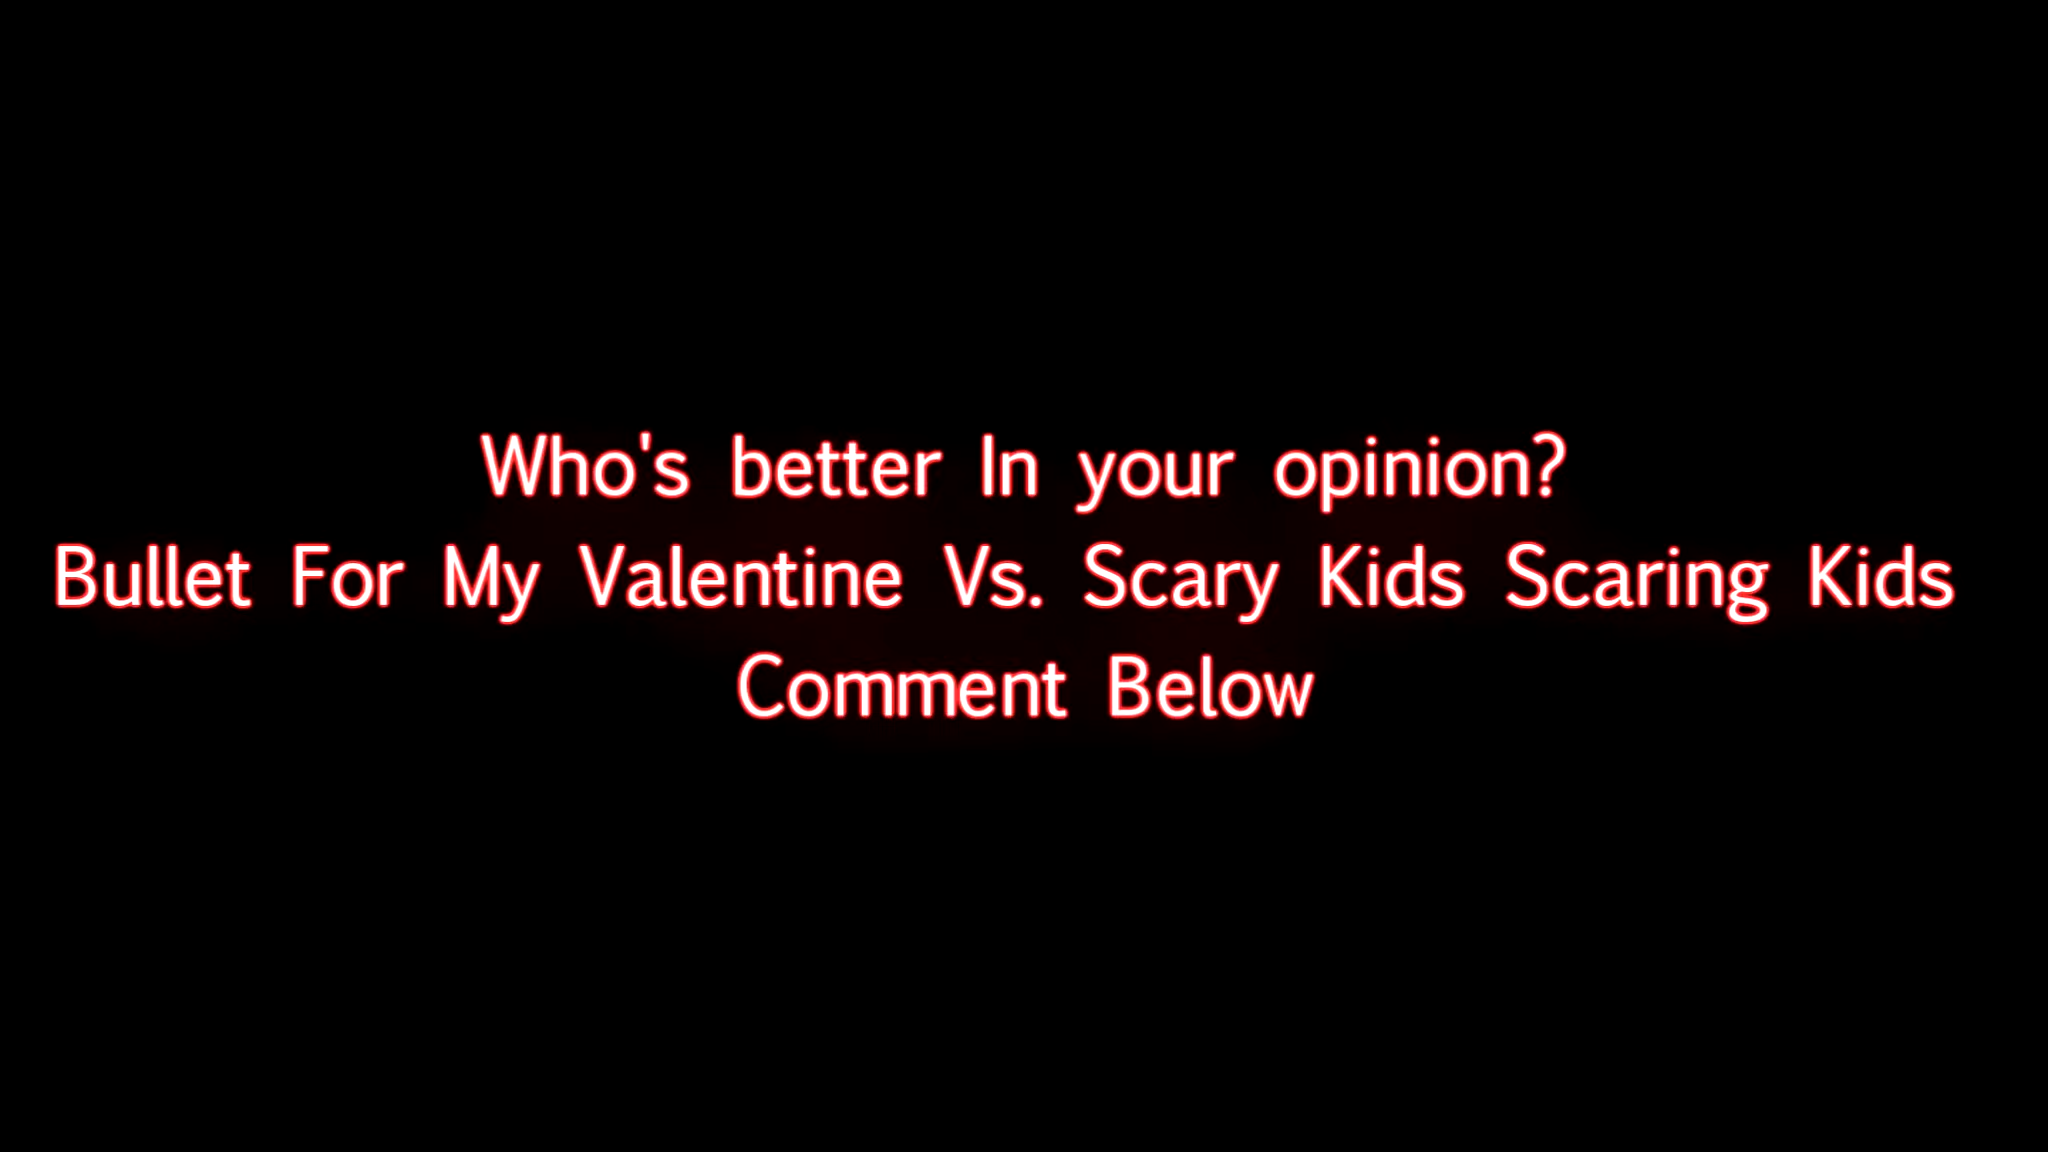 Who's better In your opinion?
Bullet For My Valentine Vs. Scary Kids Scaring Kids
Comment Below